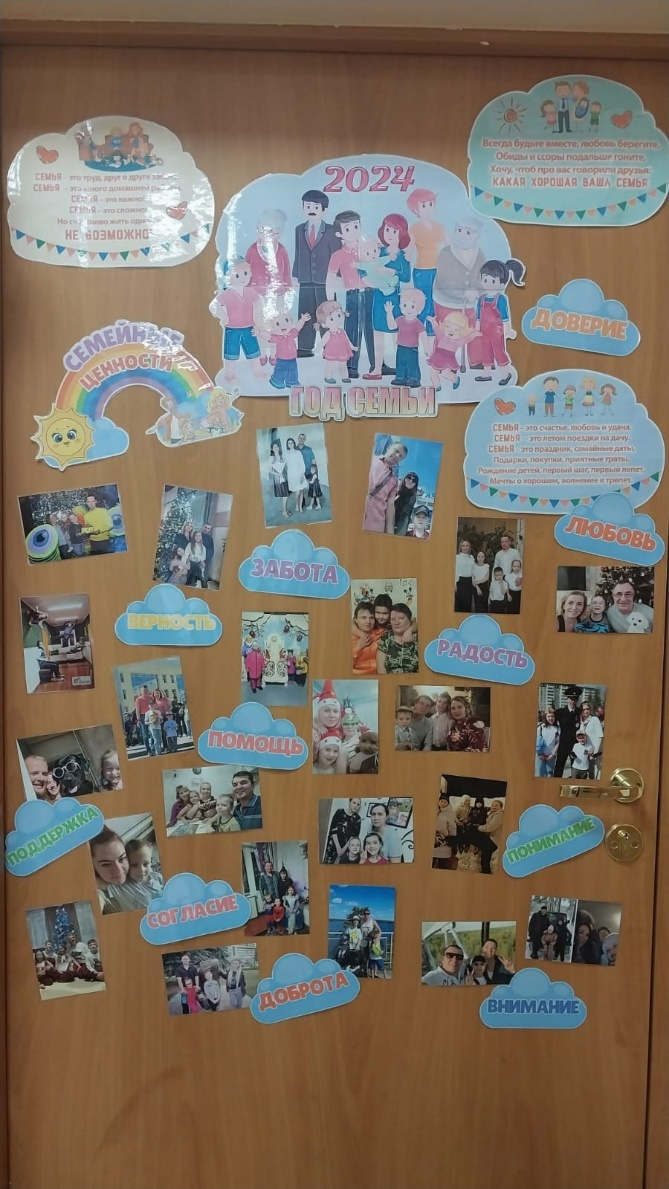 СЕМЬЯ - это труд, друг о друге
СЕМЬЯ - это много домашней
СЕМЬЯ - это важно!
СЕМЬЯ - это сложно!
Но счастливо жить
НЕВОЗМОЖНО
Всегда будьте вместе, любовь берегите.
Обиды и ссоры подальше гоните.
Хочу, чтоб про вас говорили друзья:
КАКАЯ ХОРОШАЯ ВАША СЕМЬЯ
2024
ГОД СЕМЬИ
ДОВЕРИЕ
СЕМЕЙНЫЕ
ЦЕННОСТИ
СЕМЬЯ - это счастье, любовь и удача,
СЕМЬЯ - это летом поездки на дачу.
СЕМЬЯ - это праздник, семейные даты,
Подарки, покупки, приятные траты.
Рождение детей, первый шаг, первый лепет,
Мечты о хорошем, волнение и трепет.
ЛЮБОВЬ
ЗАБОТА
ВЕРНОСТЬ
РАДОСТЬ
ПОМОЩЬ
ПОДДЕРЖКА
ПОНИМАНИЕ
СОГЛАСИЕ
ДОБРОТА
ВНИМАНИЕ